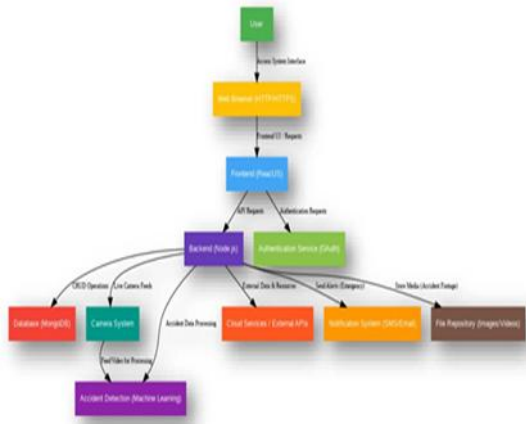 User
Access System Interface
Web Browser (HTTP/HTTPS)
Frontend UI / Requests
Frontend (ReactJS)
API Requests
Authentication Requests
Backend (Node.js)
Authentication Service (OAuth)
CRUD Operations
Live Camera Feeds
Accident Data Processing
External Data & Resources
Send Alerts (Emergency)
Store Media (Accident Footage)
Database (MongoDB)
Camera System
Cloud Services / External APIs
Notification System (SMS/Email)
File Repository (Images/Videos)
Feed Video for Processing
Accident Detection (Machine Learning)